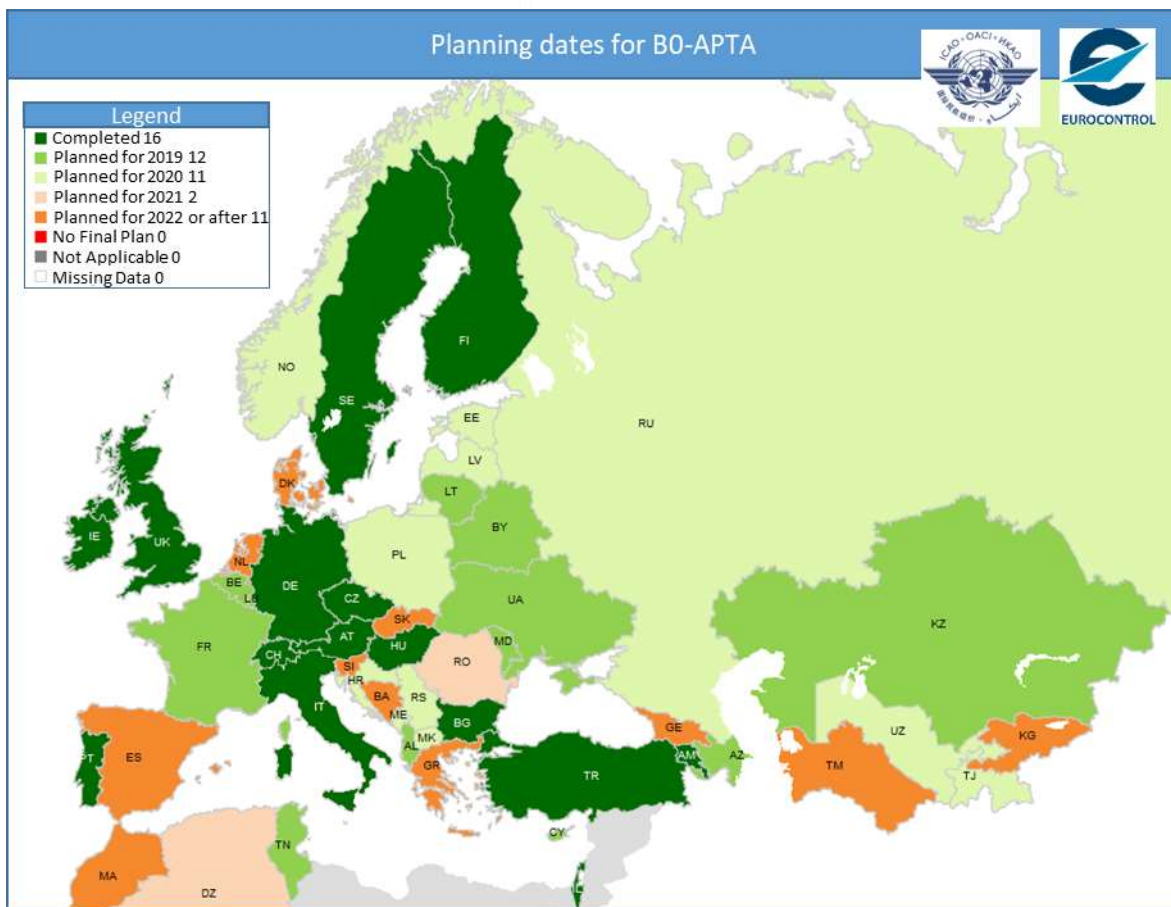 Planning dates for B0-APTA
ICAO · OACI · ИКАО
EUROCONTROL
Legend
Completed 16
Planned for 2019 12
Planned for 2020 11
Planned for 2021 2
Planned for 2022 or after 11
No Final Plan 0
Not Applicable 0
Missing Data 0
FI
NO
SE
EE
RU
LV
DK
LT
IE
UK
BY
NL
PL
BE
DE
CZ
UA
SK
KZ
FR
AT
HU
MD
CH
SI
RO
HR
BA
RS
IT
ME
BG
GE
UZ
KG
PT
ES
AL
MK
AM
AZ
GR
TR
TM
TJ
CY
TN
MA
DZ